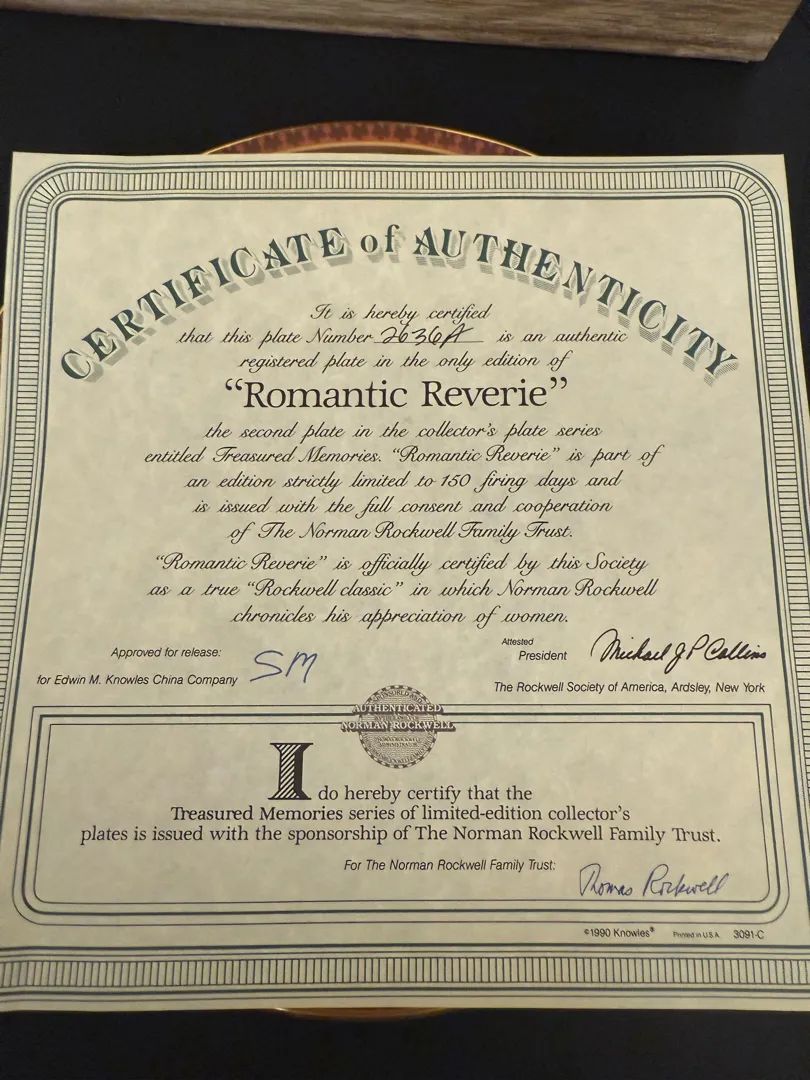 CERTIFICATE of AUTHENTICITY
It is hereby certified
that this plate Number 2636A is an authentic
registered plate in the only edition of
“Romantic Reverie”
the second plate in the collector's plate series
entitled Treasured Memories. “Romantic Reverie” is part of
an edition strictly limited to 150 firing days and
is issued with the full consent and cooperation
of The Norman Rockwell Family Trust.
“Romantic Reverie” is officially certified by this Society
as a true “Rockwell classic” in which Norman Rockwell
chronicles his appreciation of women.
Approved for release:
for Edwin M. Knowles China Company
SM
Attested
President
Michael J P Collins
The Rockwell Society of America, Ardsley, New York
AUTHENTICATED
NORMAN ROCKWELL
I do hereby certify that the
Treasured Memories series of limited-edition collector's
plates is issued with the sponsorship of The Norman Rockwell Family Trust.
For The Norman Rockwell Family Trust:
Thomas Rockwell
©1990 Knowles® Printed in U.S.A. 3091-C